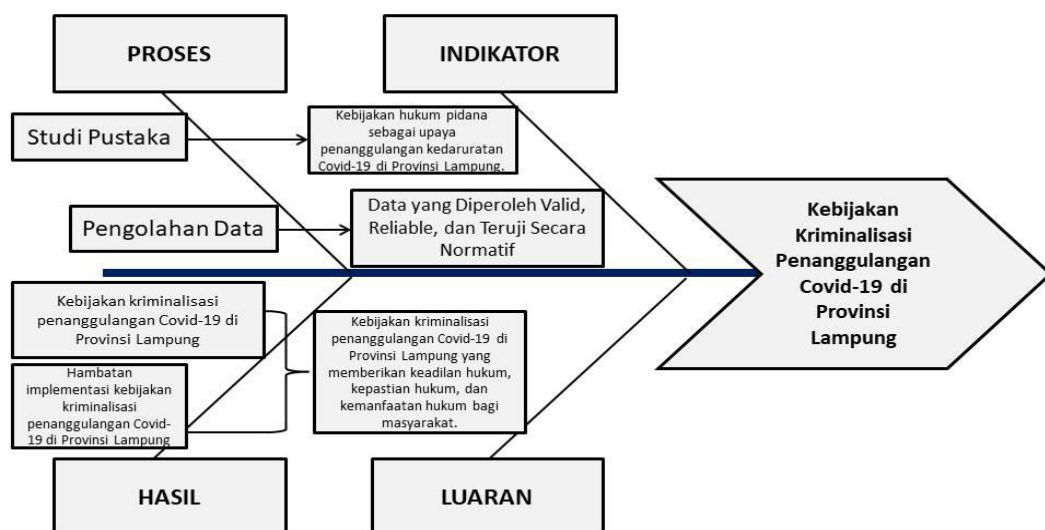 PROSES
INDIKATOR
Studi Pustaka
Kebijakan hukum pidana
sebagai upaya
penanggulangan kedaruratan
Covid-19 di Provinsi Lampung.
Pengolahan Data
Data yang Diperoleh Valid,
Reliable, dan Teruji Secara
Normatif
Kebijakan
Kriminalisasi
Penanggulangan
Covid-19 di
Provinsi
Lampung
Kebijakan kriminalisasi
penanggulangan Covid-19 di
Provinsi Lampung
Hambatan
implementasi kebijakan
kriminalisasi
penanggulangan Covid-
19 di Provinsi Lampung
Kebijakan kriminalisasi
penanggulangan Covid-19 di
Provinsi Lampung yang
memberikan keadilan hukum,
kepastian hukum, dan
kemanfaatan hukum bagi
masyarakat.
HASIL
LUARAN